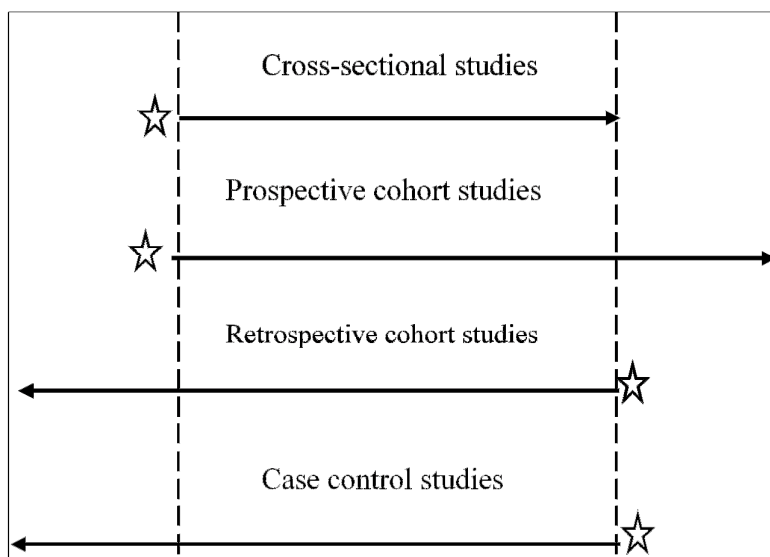 Cross-sectional studies
Prospective cohort studies
Retrospective cohort studies
Case control studies